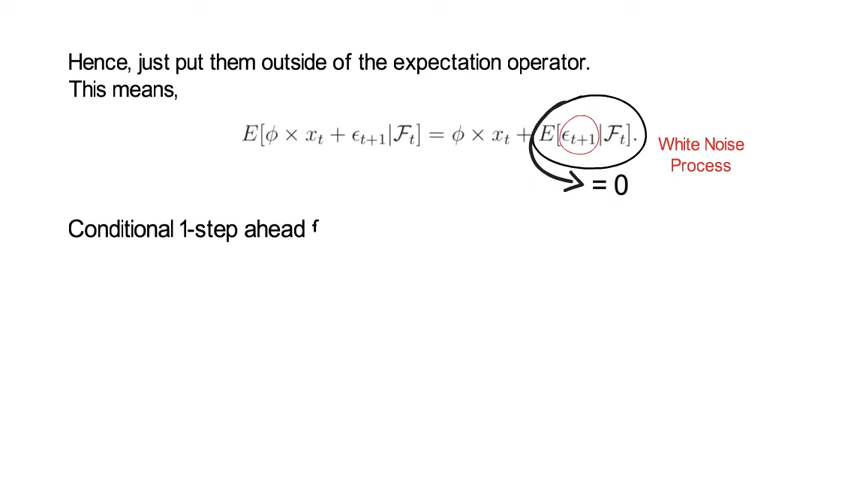 Hence, just put them outside of the expectation operator.
This means,
E[ϕ × x_t + ϵ_{t+1}|ℱ_t] = ϕ × x_t + E[ϵ_{t+1}|ℱ_t].
White Noise
Process
= 0
Conditional 1-step ahead f